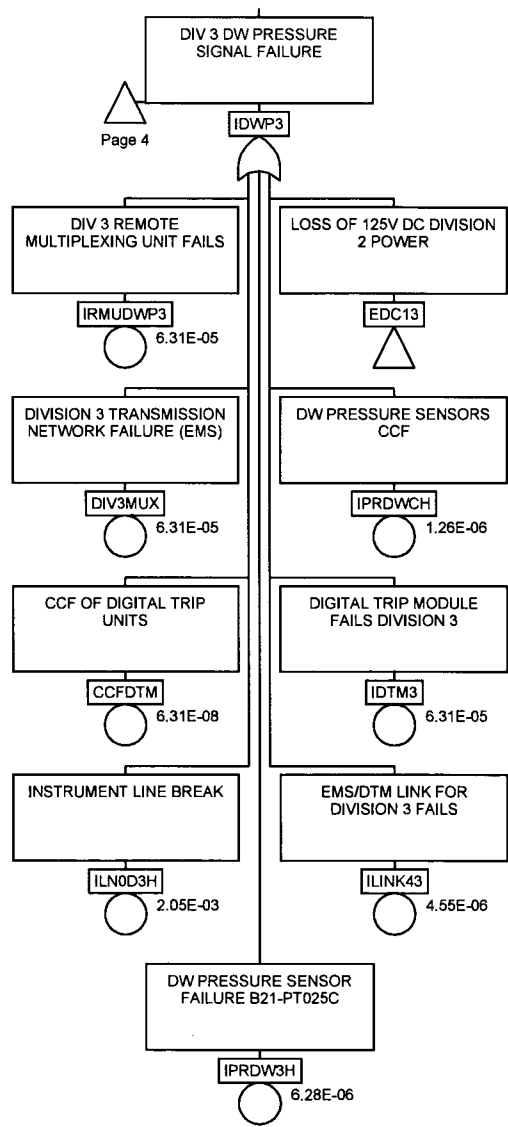 DIV 3 DW PRESSURE
SIGNAL FAILURE
Page 4
IDWP3
DIV 3 REMOTE
MULTIPLEXING UNIT FAILS
IRMUDWP3
6.31E-05
LOSS OF 125V DC DIVISION
2 POWER
EDC13
DIVISION 3 TRANSMISSION
NETWORK FAILURE (EMS)
DIV3MUX
6.31E-05
DW PRESSURE SENSORS
CCF
IPRDWCH
1.26E-06
CCF OF DIGITAL TRIP
UNITS
CCFDTM
6.31E-08
DIGITAL TRIP MODULE
FAILS DIVISION 3
IDTM3
6.31E-05
INSTRUMENT LINE BREAK
ILN0D3H
2.05E-03
EMS/DTM LINK FOR
DIVISION 3 FAILS
ILINK43
4.55E-06
DW PRESSURE SENSOR
FAILURE B21-PT025C
IPRDW3H
6.28E-06